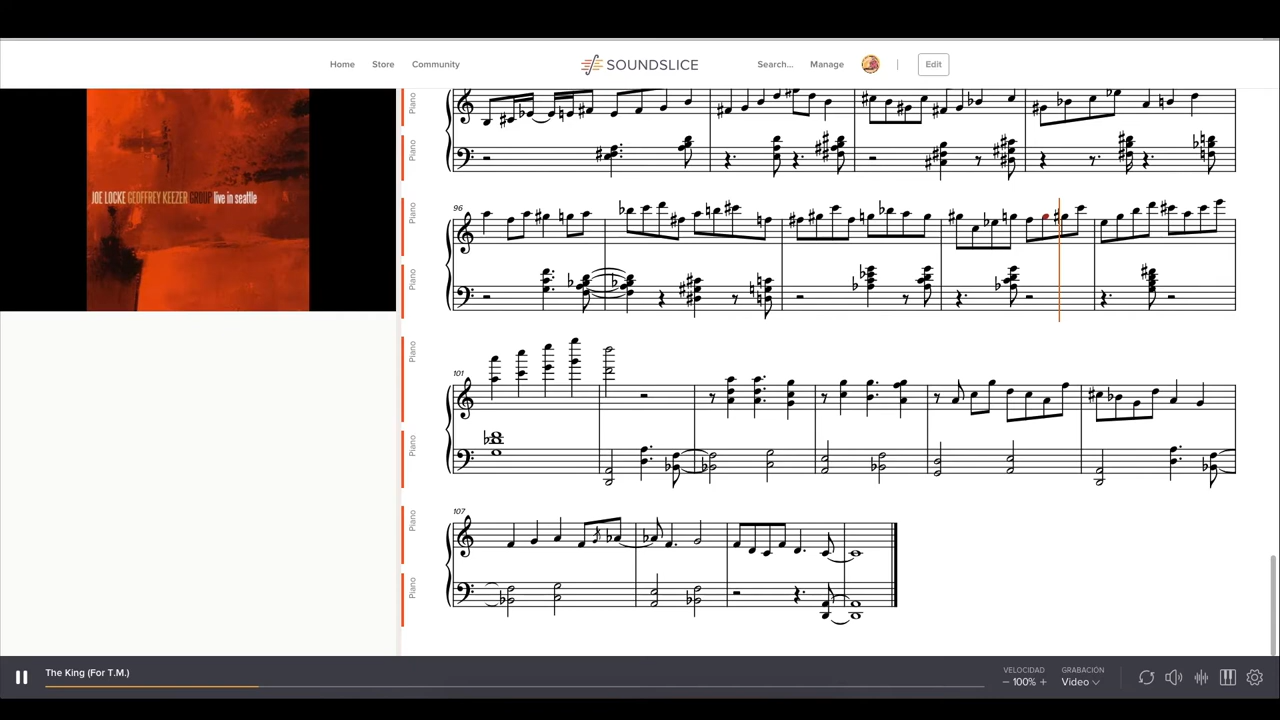 Home Store Community SOUNDSLICE Search... Manage Edit
JOE LOCKE GEOFFREY KEEZER GROUP live in seattle
Piano
Piano
96
Piano
Piano
101
Piano
Piano
107
Piano
Piano
The King (For T.M.)
VELOCIDAD GRABACIÓN
− 100% + Video